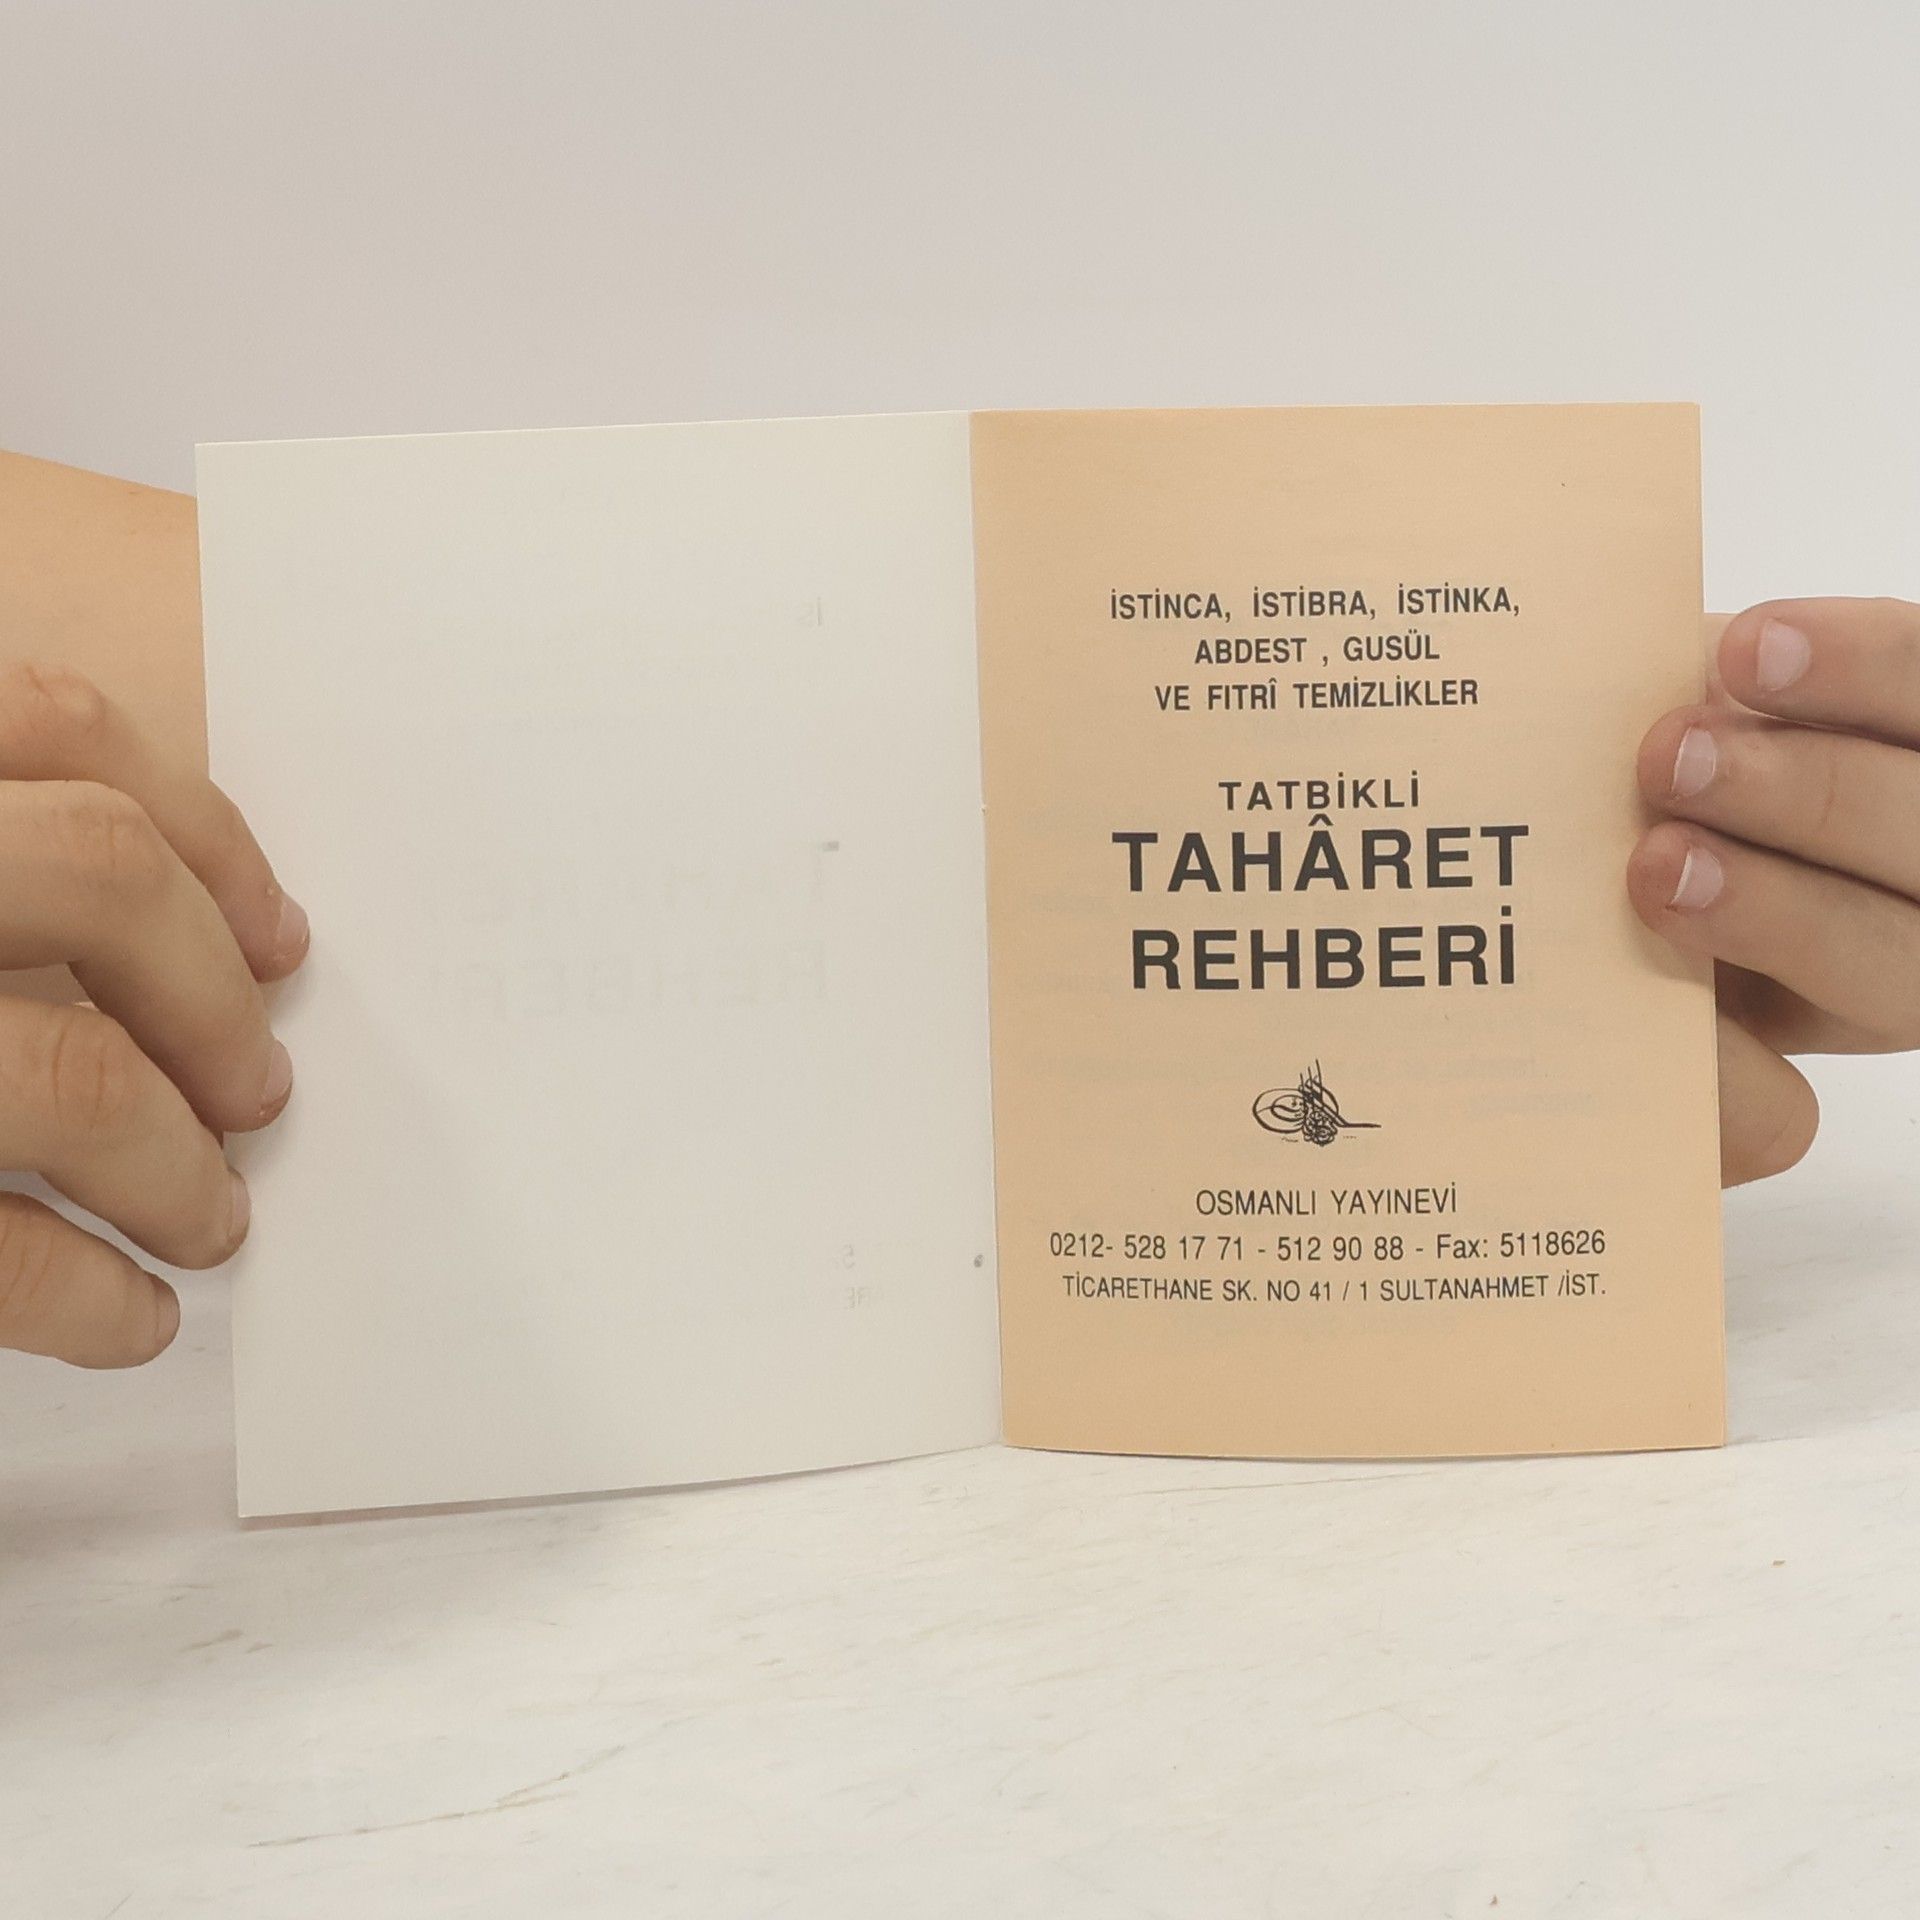 İSTİNCA, İSTİBRA, İSTİNKA,
ABDEST , GUSÜL
VE FITRÎ TEMİZLİKLER
TATBİKLİ
TAHÂRET
REHBERİ
OSMANLI YAYINEVİ
0212- 528 17 71 - 512 90 88 - Fax: 5118626
TİCARETHANE SK. NO 41 / 1 SULTANAHMET /İST.